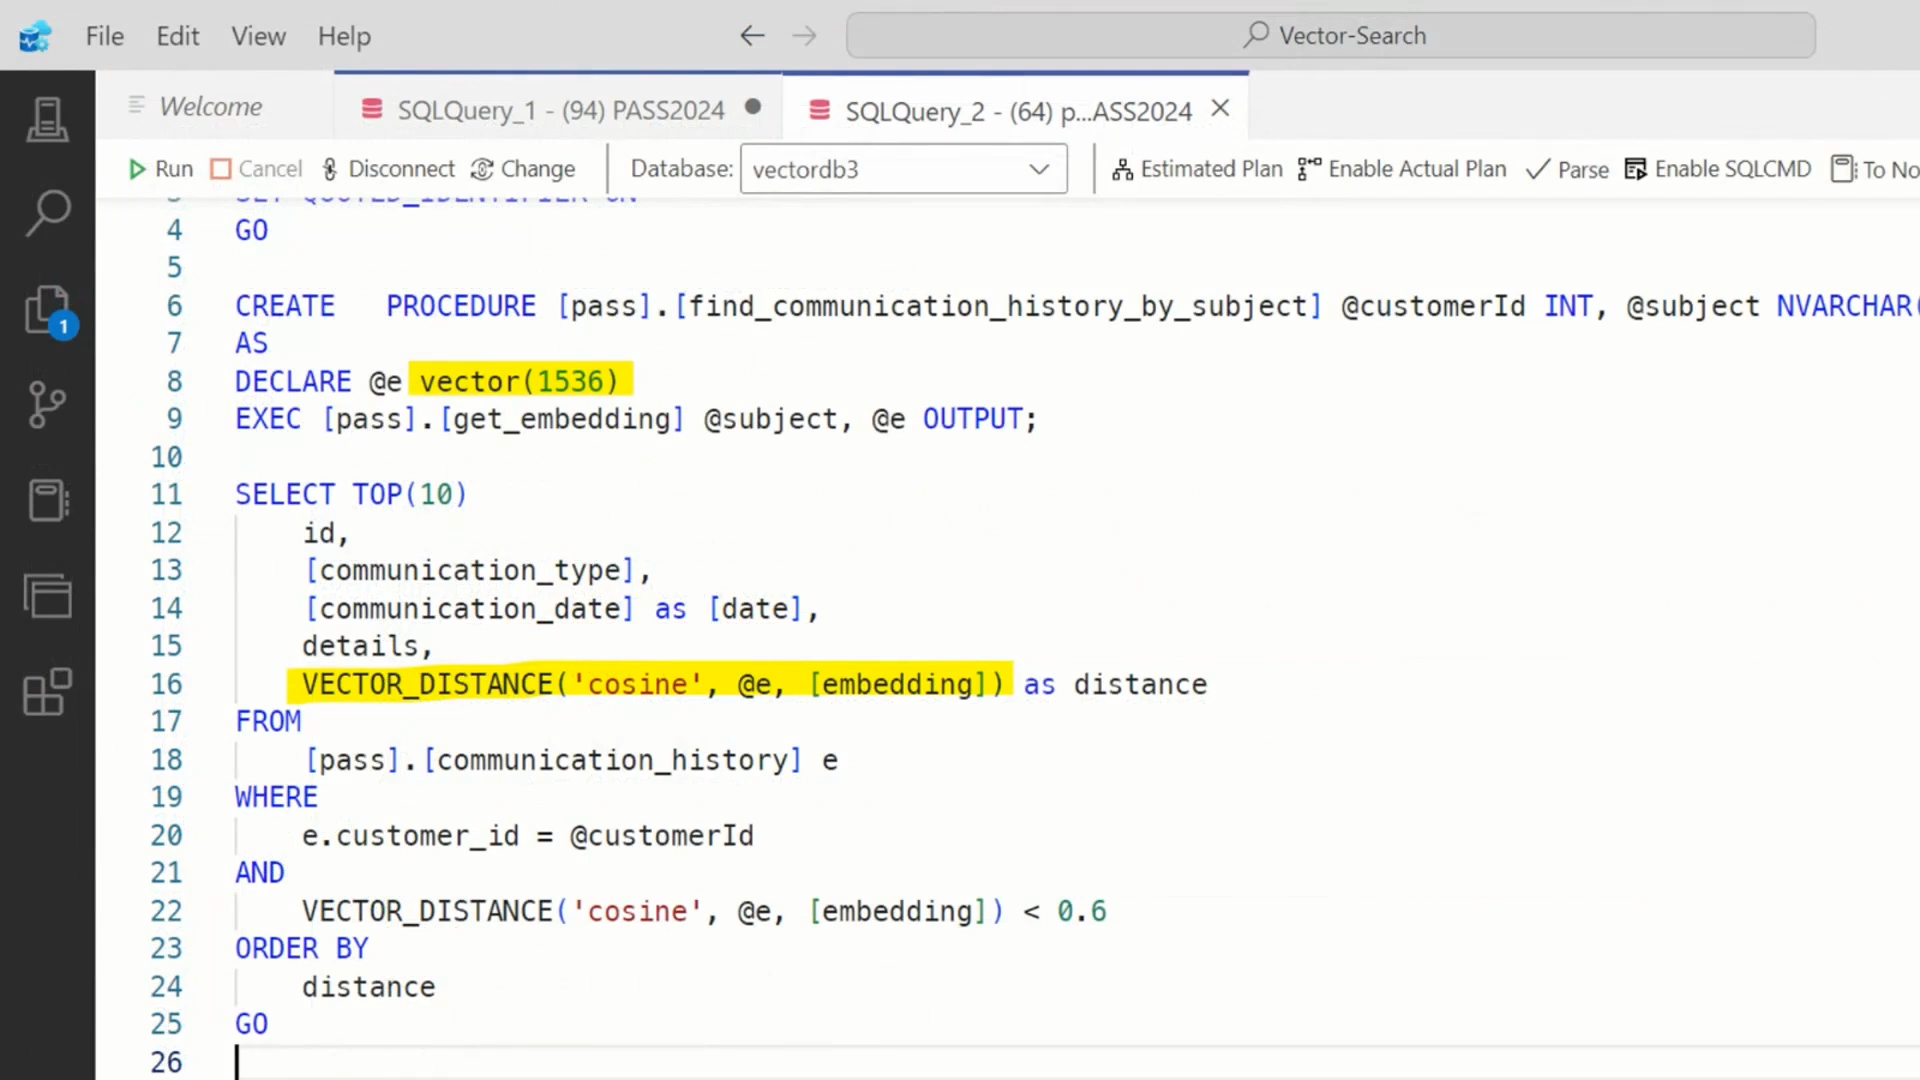 File Edit View Help Vector-Search
Welcome SQLQuery_1 - (94) PASS2024 SQLQuery_2 - (64) p...ASS2024
Run Cancel Disconnect Change Database: vectordb3 Estimated Plan Enable Actual Plan Parse Enable SQLCMD To No
SET QUOTED_IDENTIFIER ON
4 GO
5
6 CREATE   PROCEDURE [pass].[find_communication_history_by_subject] @customerId INT, @subject NVARCHAR(
7 AS
8 DECLARE @e vector(1536)
9 EXEC [pass].[get_embedding] @subject, @e OUTPUT;
10
11 SELECT TOP(10)
12 id,
13 [communication_type],
14 [communication_date] as [date],
15 details,
16 VECTOR_DISTANCE('cosine', @e, [embedding]) as distance
17 FROM
18 [pass].[communication_history] e
19 WHERE
20 e.customer_id = @customerId
21 AND
22 VECTOR_DISTANCE('cosine', @e, [embedding]) < 0.6
23 ORDER BY
24 distance
25 GO
26
1